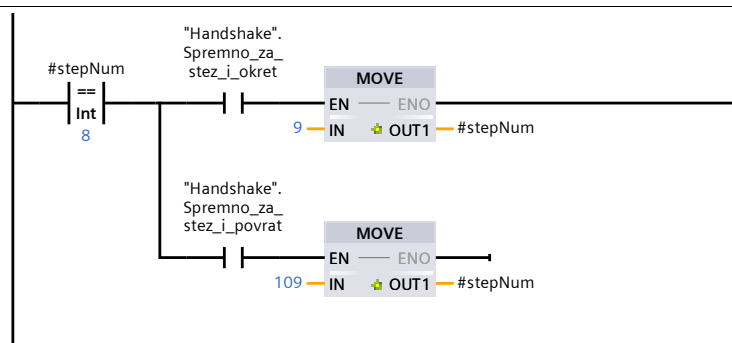 "Handshake".
Spremno_za_
stez_i_okret
#stepNum
==
Int
8
MOVE
EN
ENO
9
IN
OUT1
#stepNum
"Handshake".
Spremno_za_
stez_i_povrat
MOVE
EN
ENO
109
IN
OUT1
#stepNum